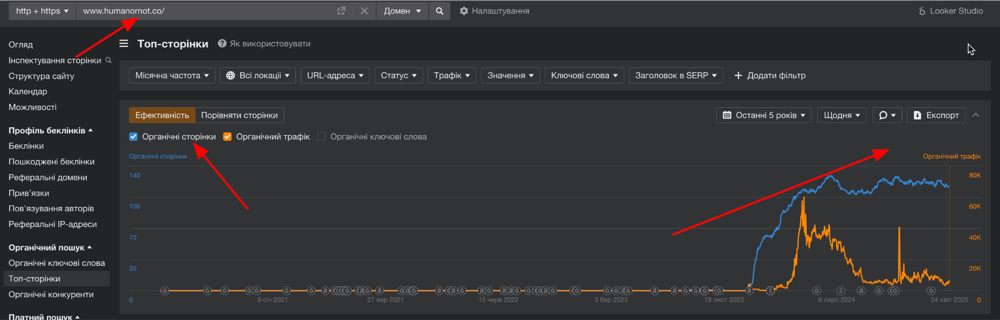 http + https
www.humanornot.co/
Домен
Налаштування
Looker Studio
Огляд
Інспектування сторінки
Структура сайту
Календар
Можливості
Профіль беклінків
Беклінки
Пошкоджені беклінки
Реферальні домени
Прив’язки
Пов'язування авторів
Реферальні IP-адреси
Органічний пошук
Органічні ключові слова
Топ-сторінки
Органічні конкуренти
Платний пошук
Топ-сторінки
Як використовувати
Місячна частота
Всі локації
URL-адреса
Статус
Трафік
Значення
Ключові слова
Заголовок в SERP
Додати фільтр
Ефективність
Порівняти сторінки
Останні 5 років
Щодня
Експорт
Органічні сторінки
Органічний трафік
Органічні ключові слова
Органічні сторінки
Органічний трафік
140
80K
105
60K
70
40K
35
20K
0
9 січ 2021
27 вер 2021
15 черв 2022
3 бер 2023
19 лист 2023
6 серп 2024
24 квіт 2025
0